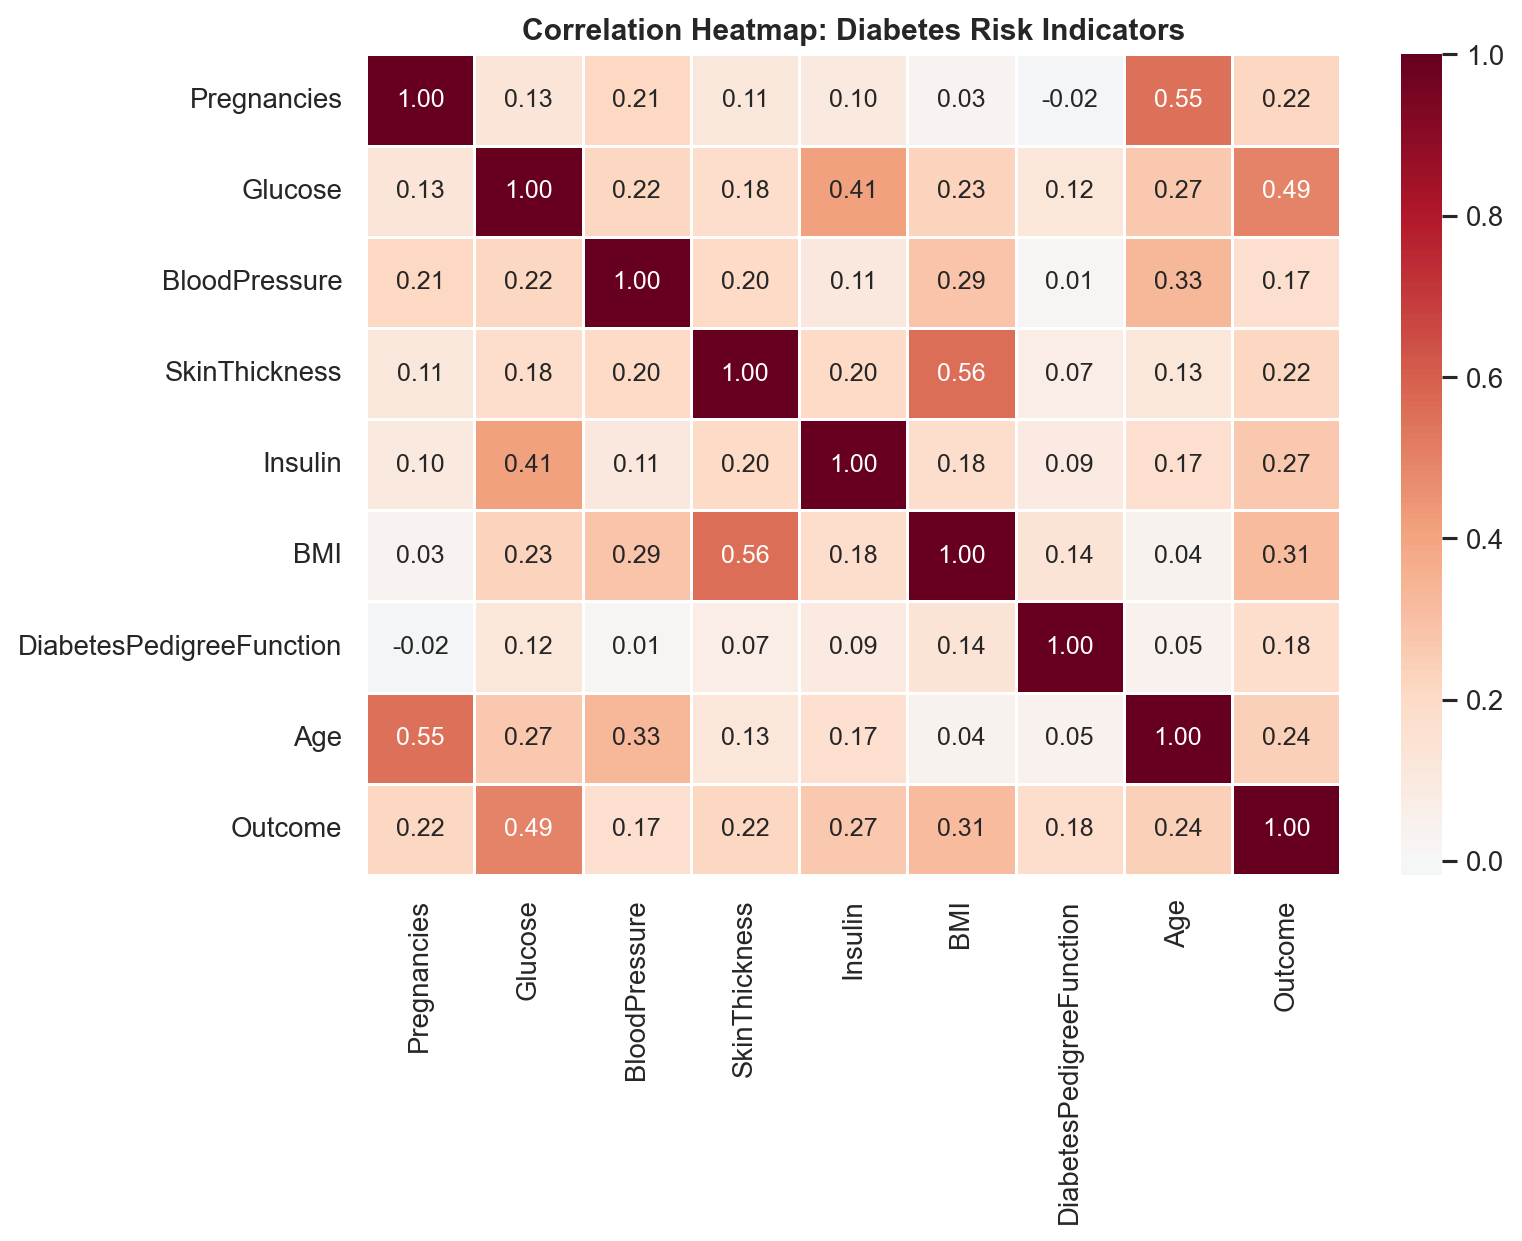 Correlation Heatmap: Diabetes Risk Indicators
Pregnancies 1.00 0.13 0.21 0.11 0.10 0.03 -0.02 0.55 0.22
Glucose 0.13 1.00 0.22 0.18 0.41 0.23 0.12 0.27 0.49
BloodPressure 0.21 0.22 1.00 0.20 0.11 0.29 0.01 0.33 0.17
SkinThickness 0.11 0.18 0.20 1.00 0.20 0.56 0.07 0.13 0.22
Insulin 0.10 0.41 0.11 0.20 1.00 0.18 0.09 0.17 0.27
BMI 0.03 0.23 0.29 0.56 0.18 1.00 0.14 0.04 0.31
DiabetesPedigreeFunction -0.02 0.12 0.01 0.07 0.09 0.14 1.00 0.05 0.18
Age 0.55 0.27 0.33 0.13 0.17 0.04 0.05 1.00 0.24
Outcome 0.22 0.49 0.17 0.22 0.27 0.31 0.18 0.24 1.00
Pregnancies
Glucose
BloodPressure
SkinThickness
Insulin
BMI
DiabetesPedigreeFunction
Age
Outcome
1.0
0.8
0.6
0.4
0.2
0.0